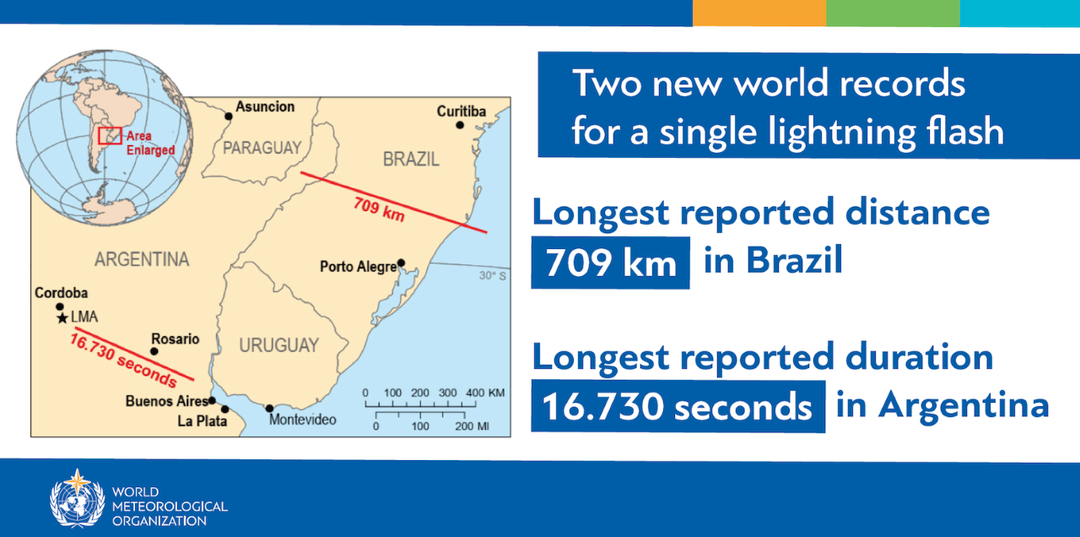 Two new world records
for a single lightning flash
Longest reported distance
709 km in Brazil
Longest reported duration
16.730 seconds in Argentina
Area
Enlarged
Asuncion
Curitiba
PARAGUAY
BRAZIL
709 km
ARGENTINA
Porto Alegre
30° S
Cordoba
LMA
16.730 seconds
Rosario
URUGUAY
Buenos Aires
La Plata
Montevideo
0 100 200 300 400 KM
0 100 200 MI
WORLD
METEOROLOGICAL
ORGANIZATION